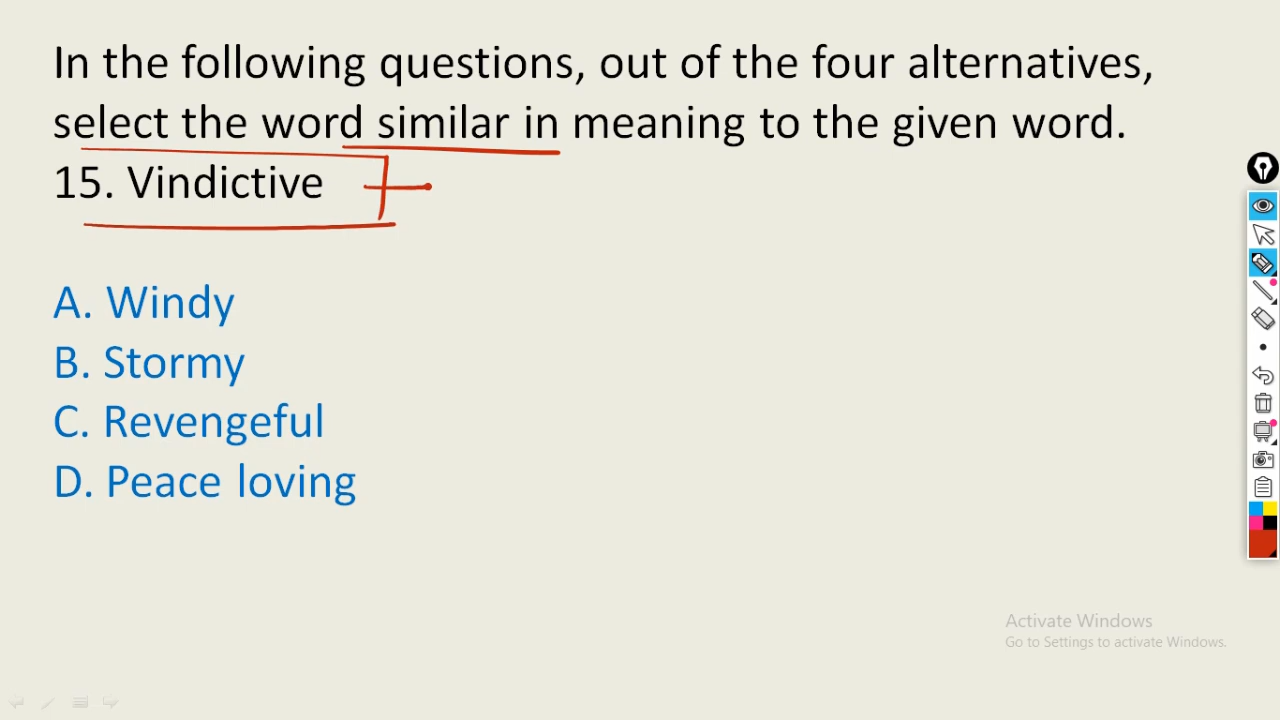 In the following questions, out of the four alternatives,
select the word similar in meaning to the given word.
15. Vindictive
A. Windy
B. Stormy
C. Revengeful
D. Peace loving
Activate Windows
Go to Settings to activate Windows.